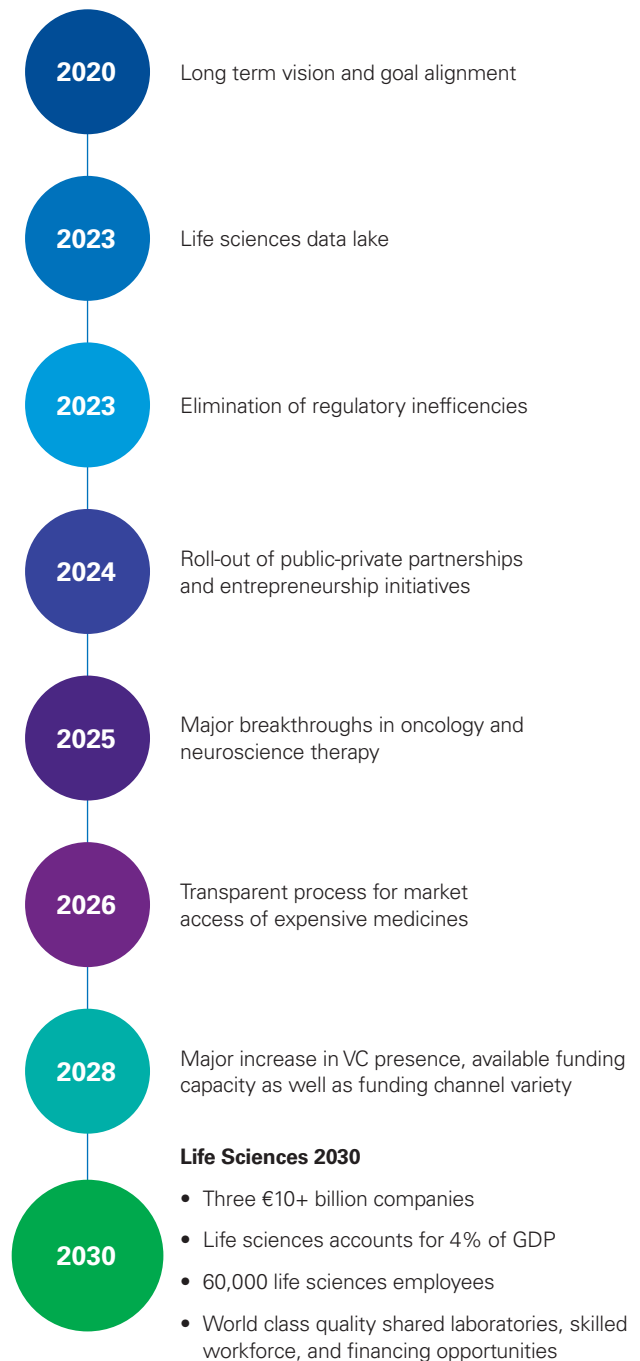 2020
Long term vision and goal alignment
2023
Life sciences data lake
2023
Elimination of regulatory inefficencies
2024
Roll-out of public-private partnerships
and entrepreneurship initiatives
2025
Major breakthroughs in oncology and
neuroscience therapy
2026
Transparent process for market
access of expensive medicines
2028
Major increase in VC presence, available funding
capacity as well as funding channel variety
2030
Life Sciences 2030
• Three €10+ billion companies
• Life sciences accounts for 4% of GDP
• 60,000 life sciences employees
• World class quality shared laboratories, skilled
workforce, and financing opportunities